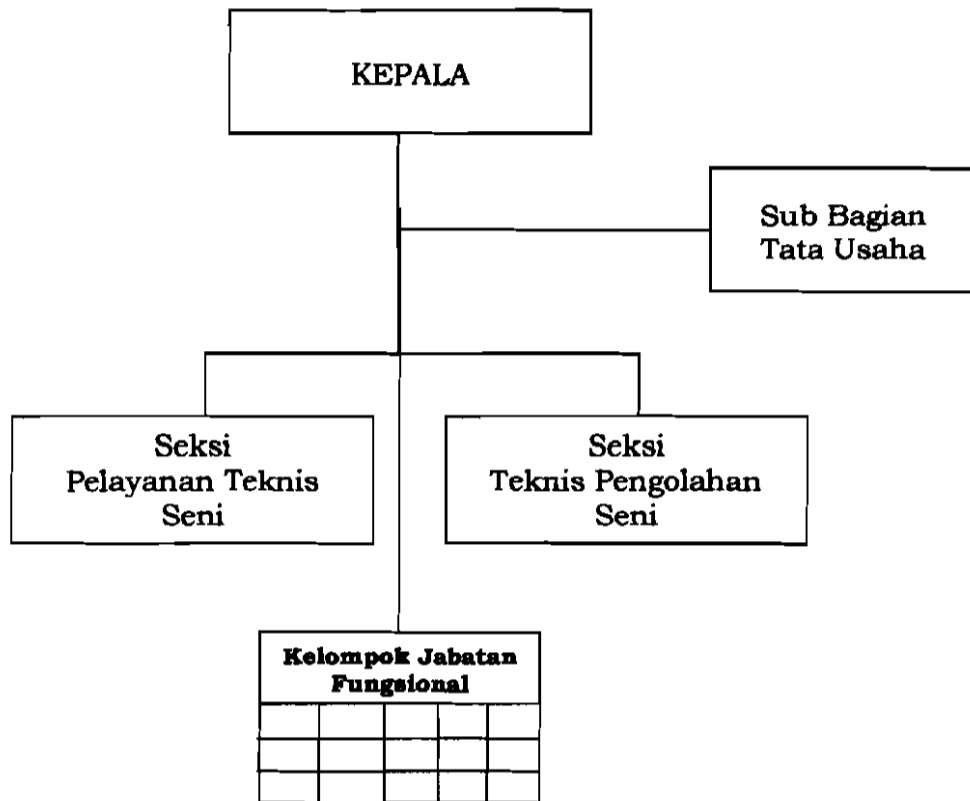 KEPALA
Sub Bagian
Tata Usaha
Seksi
Pelayanan Teknis
Seni
Seksi
Teknis Pengolahan
Seni
Kelompok Jabatan
Fungsional